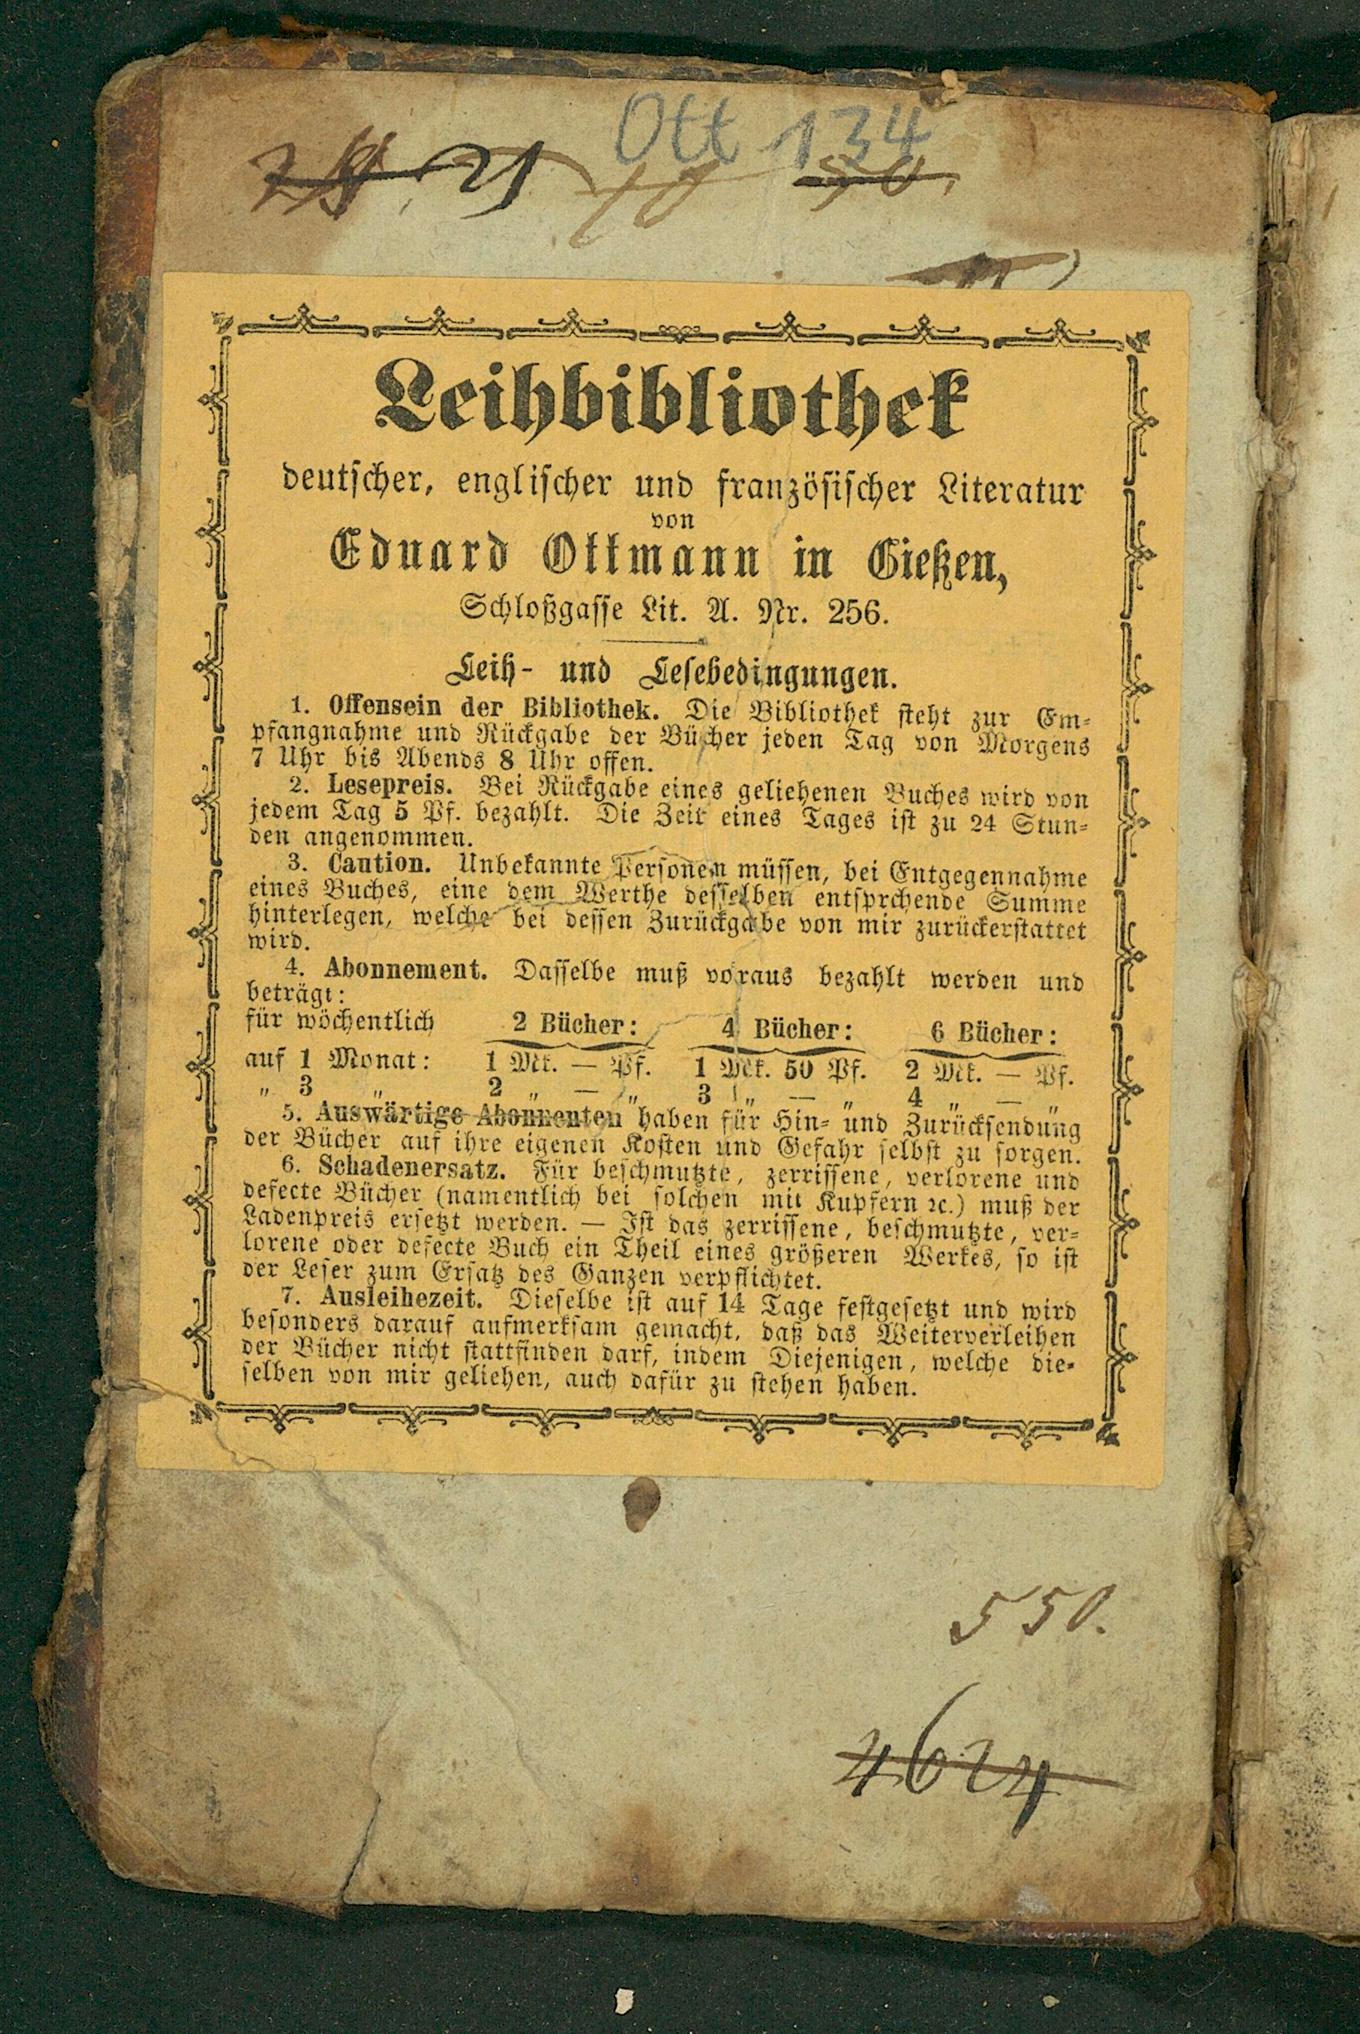 Ott 134
21
Leihbibliothek
deutscher, englischer und französischer Literatur
von
Eduard Ottmann in Gießen,
Schloßgasse Lit. A. Nr. 256.
Leih- und Lesebedingungen.
1. Offensein der Bibliothek. Die Bibliothek steht zur Em-
pfangnahme und Rückgabe der Bücher jeden Tag von Morgens
7 Uhr bis Abends 8 Uhr offen.
2. Lesepreis. Bei Rückgabe eines geliehenen Buches wird von
jedem Tag 5 Pf. bezahlt. Die Zeit eines Tages ist zu 24 Stun-
den angenommen.
3. Caution. Unbekannte Personen müssen, bei Entgegennahme
eines Buches, eine dem Werthe desselben entsprchende Summe
hinterlegen, welche bei dessen Zurückgabe von mir zurückerstattet
wird.
4. Abonnement. Dasselbe muß voraus bezahlt werden und
beträgt:
für wöchentlich 2 Bücher: 4 Bücher: 6 Bücher:
auf 1 Monat: 1 Mk. — Pf. 1 Mk. 50 Pf. 2 Mk. — Pf.
„ 3 „ 2 „ — „ 3 „ — „ 4 „ — „
5. Auswärtige Abonnenten haben für Hin- und Zurücksendung
der Bücher auf ihre eigenen Kosten und Gefahr selbst zu sorgen.
6. Schadenersatz. Für beschmutzte, zerrissene, verlorene und
defecte Bücher (namentlich bei solchen mit Kupfern ꝛc.) muß der
Ladenpreis ersetzt werden. — Ist das zerrissene, beschmutzte, ver-
lorene oder defecte Buch ein Theil eines größeren Werkes, so ist
der Leser zum Ersatz des Ganzen verpflichtet.
7. Ausleihezeit. Dieselbe ist auf 14 Tage festgesetzt und wird
besonders darauf aufmerksam gemacht, daß das Weiterverleihen
der Bücher nicht stattfinden darf, indem Diejenigen, welche die-
selben von mir geliehen, auch dafür zu stehen haben.
550.
4624